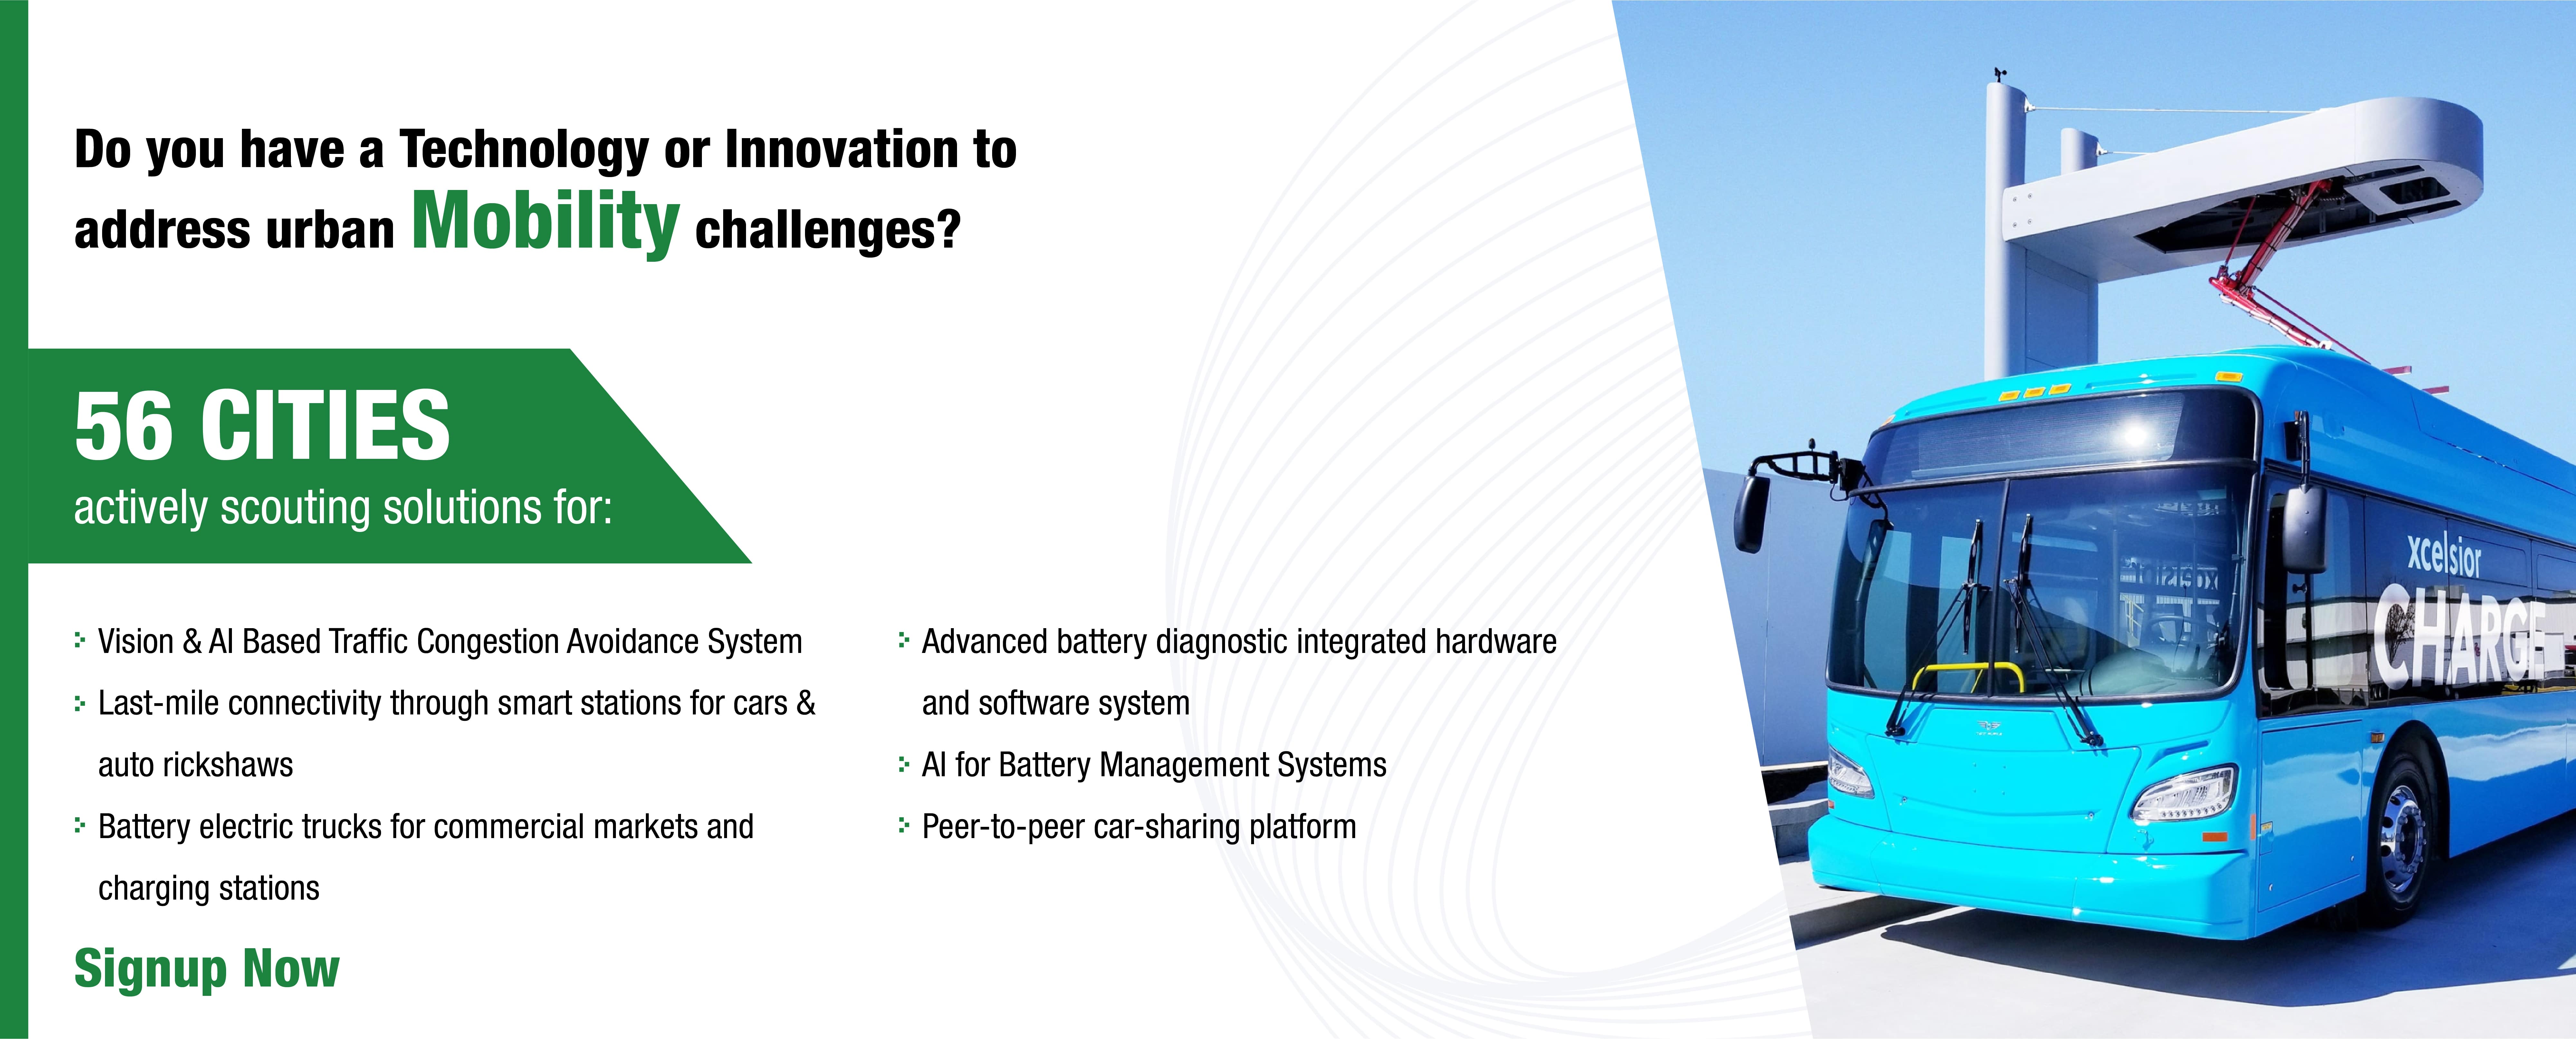 Do you have a Technology or Innovation to
address urban Mobility challenges?
56 CITIES
actively scouting solutions for:
Vision & AI Based Traffic Congestion Avoidance System
Last-mile connectivity through smart stations for cars &
auto rickshaws
Battery electric trucks for commercial markets and
charging stations
Advanced battery diagnostic integrated hardware
and software system
AI for Battery Management Systems
Peer-to-peer car-sharing platform
Signup Now
xcelsior
CHARGE